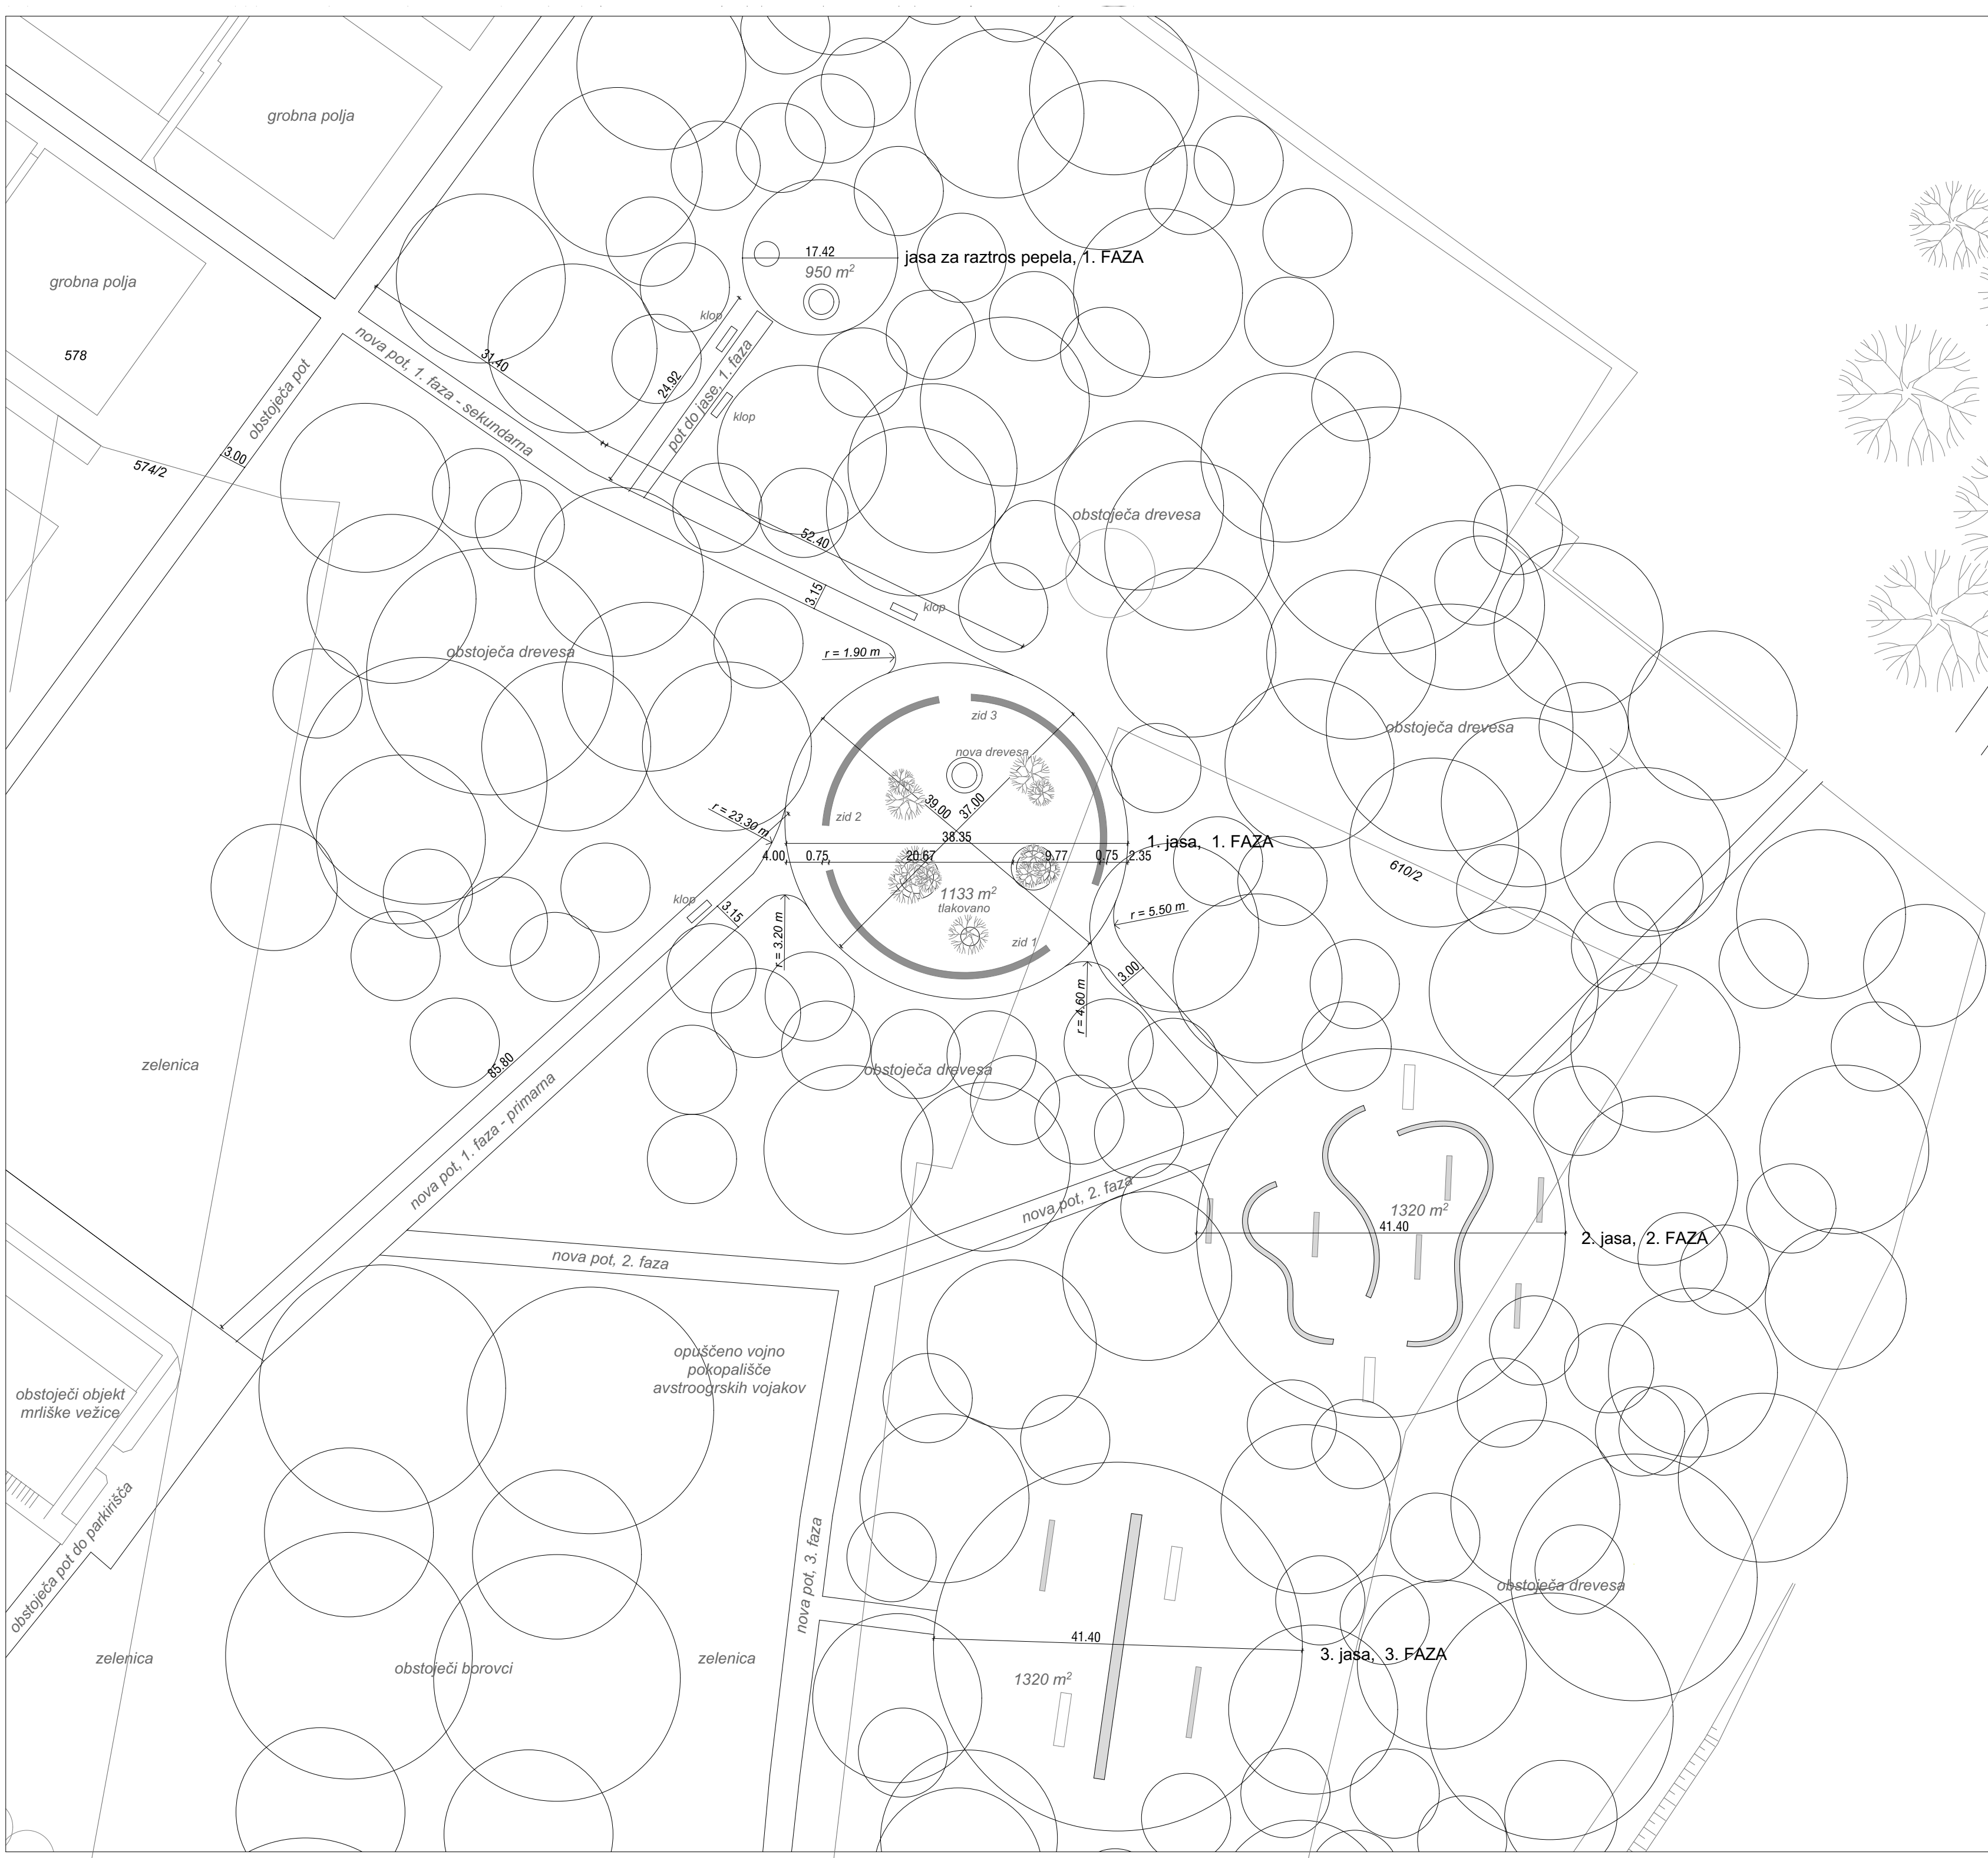 grobna polja
17.42
jasa za raztros pepela, 1. FAZA
950 m²
grobna polja
klop
nova pot, 1. faza - sekundarna
31.40
578
24.92
pot do jase, 1. faza
obstoječa pot
klop
3.00
574/2
obstoječa drevesa
52.40
3.15
klop
obstoječa drevesa
r = 1.90 m
zid 3
obstoječa drevesa
nova drevesa
r = 23.30 m
39.00
37.00
zid 2
38.35
1. jasa, 1. FAZA
4.00
0.75
20.67
9.77
0.75
2.35
610/2
1133 m²
tlakovano
klop
3.15
r = 3.20 m
r = 5.50 m
zid 1
3.00
r = 4.60 m
zelenica
85.80
obstoječa drevesa
nova pot, 1. faza - primarna
nova pot, 2. faza
1320 m²
41.40
2. jasa, 2. FAZA
nova pot, 2. faza
opuščeno vojno
pokopališče
avstroogrskih vojakov
obstoječi objekt
mrliške vežice
obstoječa pot do parkirišča
nova pot, 3. faza
obstoječa drevesa
41.40
3. jasa, 3. FAZA
zelenica
obstoječi borovci
zelenica
1320 m²